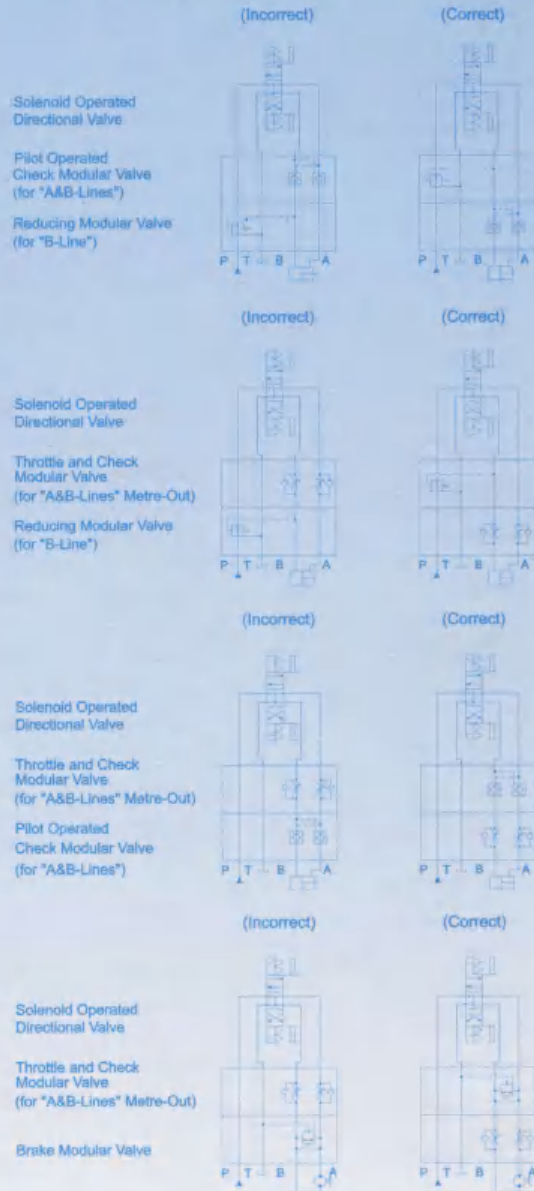 (Incorrect) (Correct)
Solenoid Operated
Directional Valve
Pilot Operated
Check Modular Valve
(for "A&B-Lines")
Reducing Modular Valve
(for "B-Line")
P T B A P T B A
(Incorrect) (Correct)
Solenoid Operated
Directional Valve
Throttle and Check
Modular Valve
(for "A&B-Lines" Metre-Out)
Reducing Modular Valve
(for "B-Line")
P T B A P T B A
(Incorrect) (Correct)
Solenoid Operated
Directional Valve
Throttle and Check
Modular Valve
(for "A&B-Lines" Metre-Out)
Pilot Operated
Check Modular Valve
(for "A&B-Lines")
P T B A P T B A
(Incorrect) (Correct)
Solenoid Operated
Directional Valve
Throttle and Check
Modular Valve
(for "A&B-Lines" Metre-Out)
Brake Modular Valve
P T B A P T B A